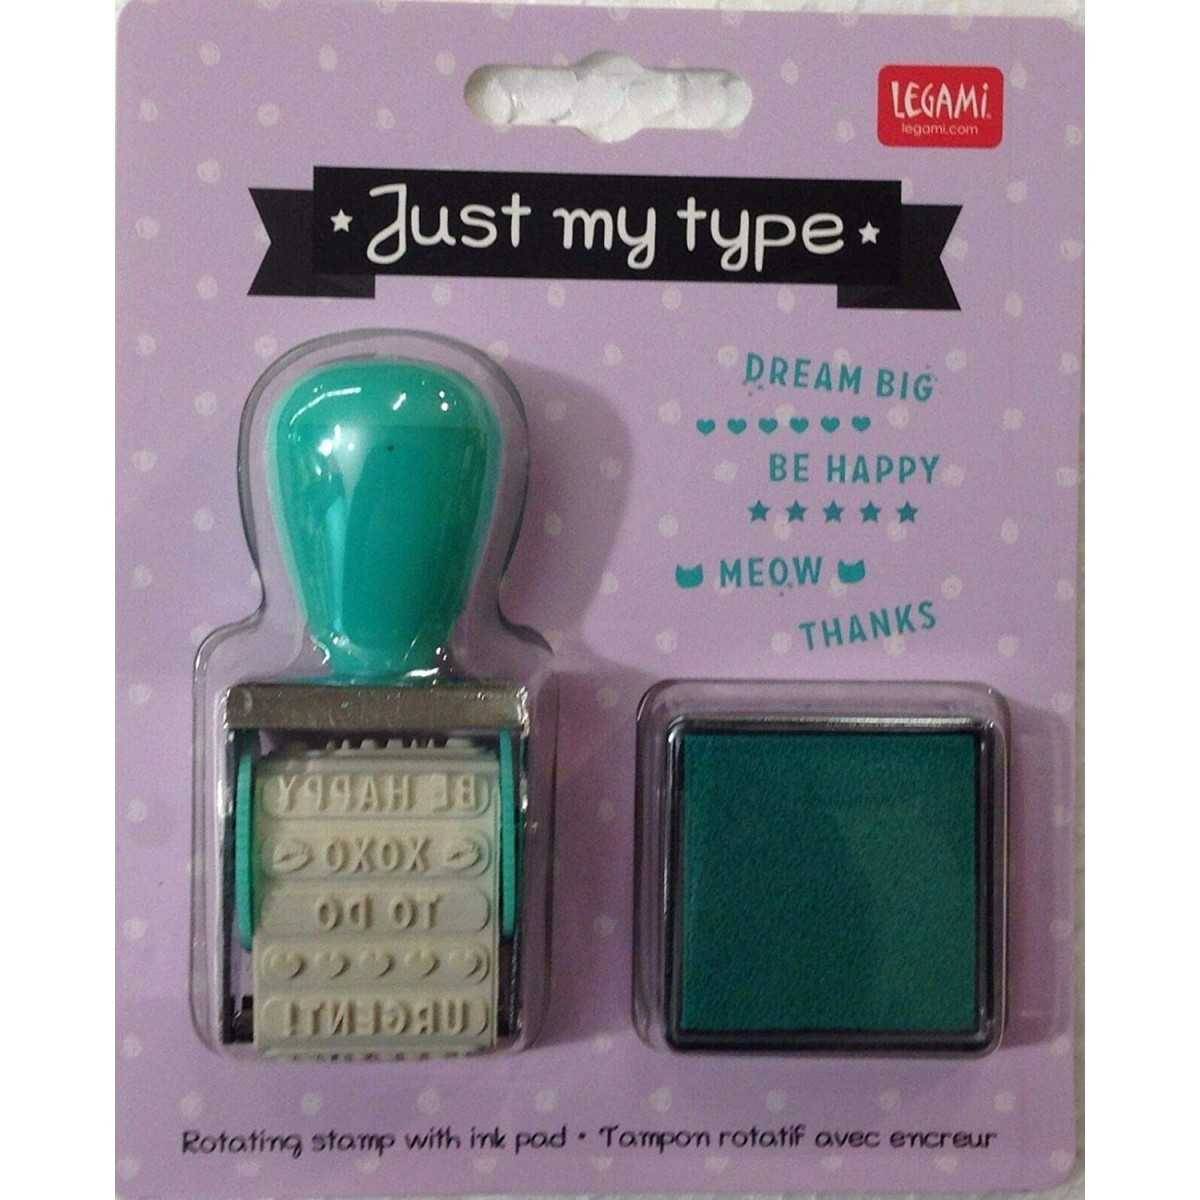 LEGAMI
legami.com
Just my type
DREAM BIG
BE HAPPY
MEOW
THANKS
BE HAPPY
XOXO
TO DO
URGENT!
Rotating stamp with ink pad • Tampon rotatif avec encreur